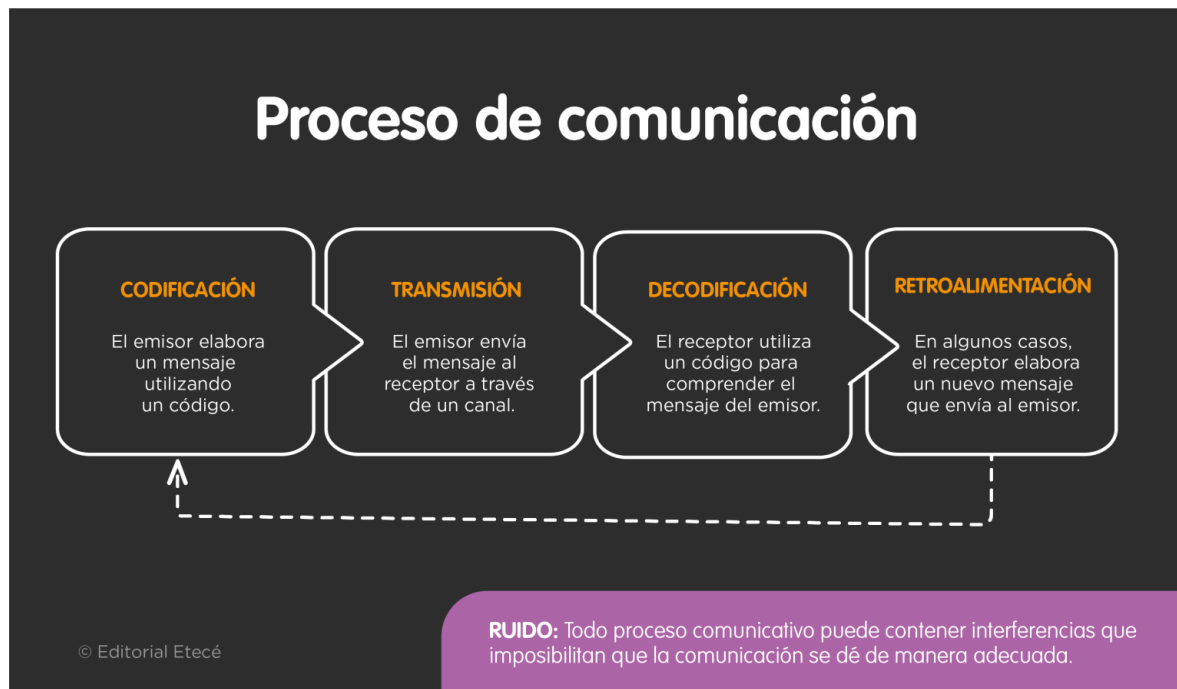 Proceso de comunicación
CODIFICACIÓN
El emisor elabora
un mensaje
utilizando
un código.
TRANSMISIÓN
El emisor envía
el mensaje al
receptor a través
de un canal.
DECODIFICACIÓN
El receptor utiliza
un código para
comprender el
mensaje del emisor.
RETROALIMENTACIÓN
En algunos casos,
el receptor elabora
un nuevo mensaje
que envía al emisor.
RUIDO: Todo proceso comunicativo puede contener interferencias que
imposibilitan que la comunicación se dé de manera adecuada.
© Editorial Etecé